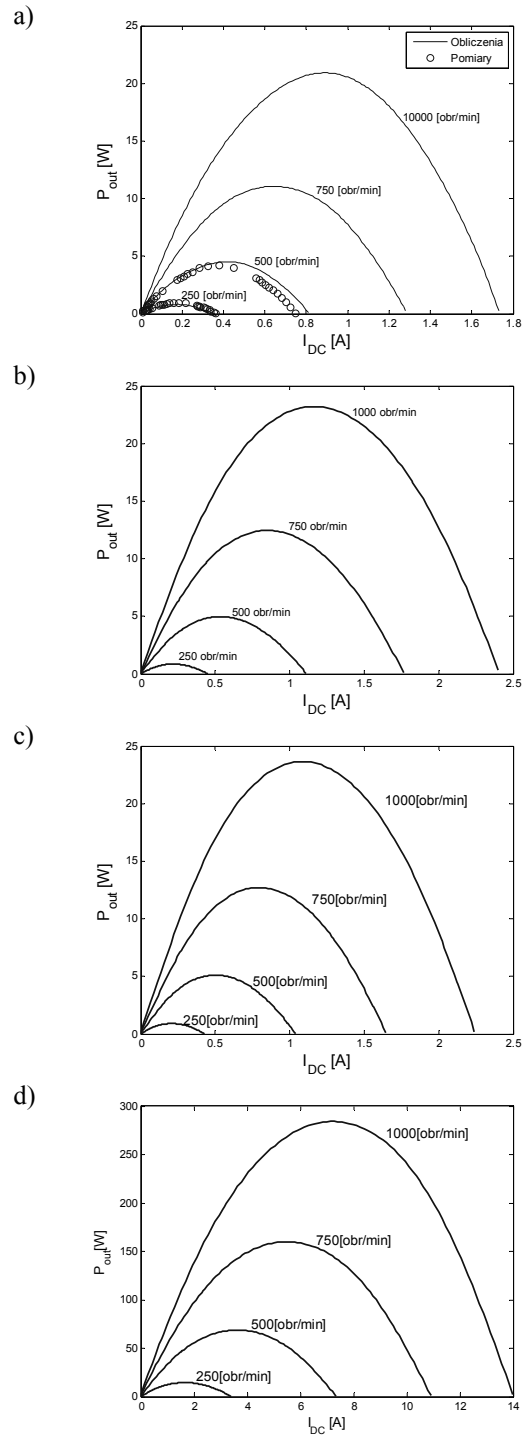 a)
Obliczenia
Pomiary
25
20
15
10
5
0
P_out [W]
10000 [obr/min]
750 [obr/min]
500 [obr/min]
250 [obr/min]
0 0.2 0.4 0.6 0.8 1 1.2 1.4 1.6 1.8
I_DC [A]
b)
25
20
15
10
5
0
P_out [W]
1000 obr/min
750 obr/min
500 obr/min
250 obr/min
0 0.5 1 1.5 2 2.5
I_DC [A]
c)
25
20
15
10
5
0
P_out [W]
1000[obr/min]
750[obr/min]
500[obr/min]
250[obr/min]
0 0.5 1 1.5 2 2.5
I_DC [A]
d)
300
250
200
150
100
50
0
P_out[W]
1000[obr/min]
750[obr/min]
500[obr/min]
250[obr/min]
0 2 4 6 8 10 12 14
I_DC [A]